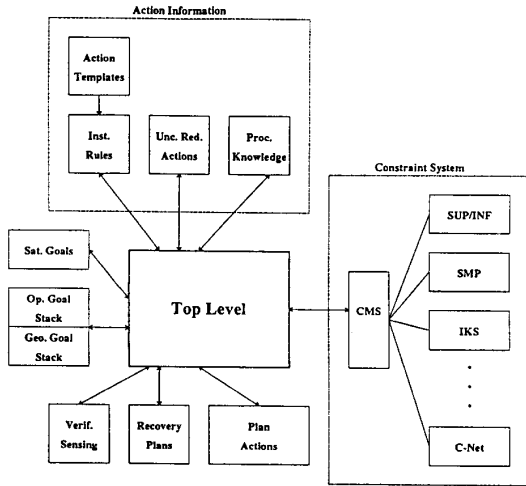 Action Information
Action
Templates
Inst.
Rules
Unc. Red.
Actions
Proc.
Knowledge
Constraint System
SUP/INF
Sat. Goals
SMP
Op. Goal
Stack
Geo. Goal
Stack
Top Level
CMS
IKS
Verif.
Sensing
Recovery
Plans
Plan
Actions
C-Net